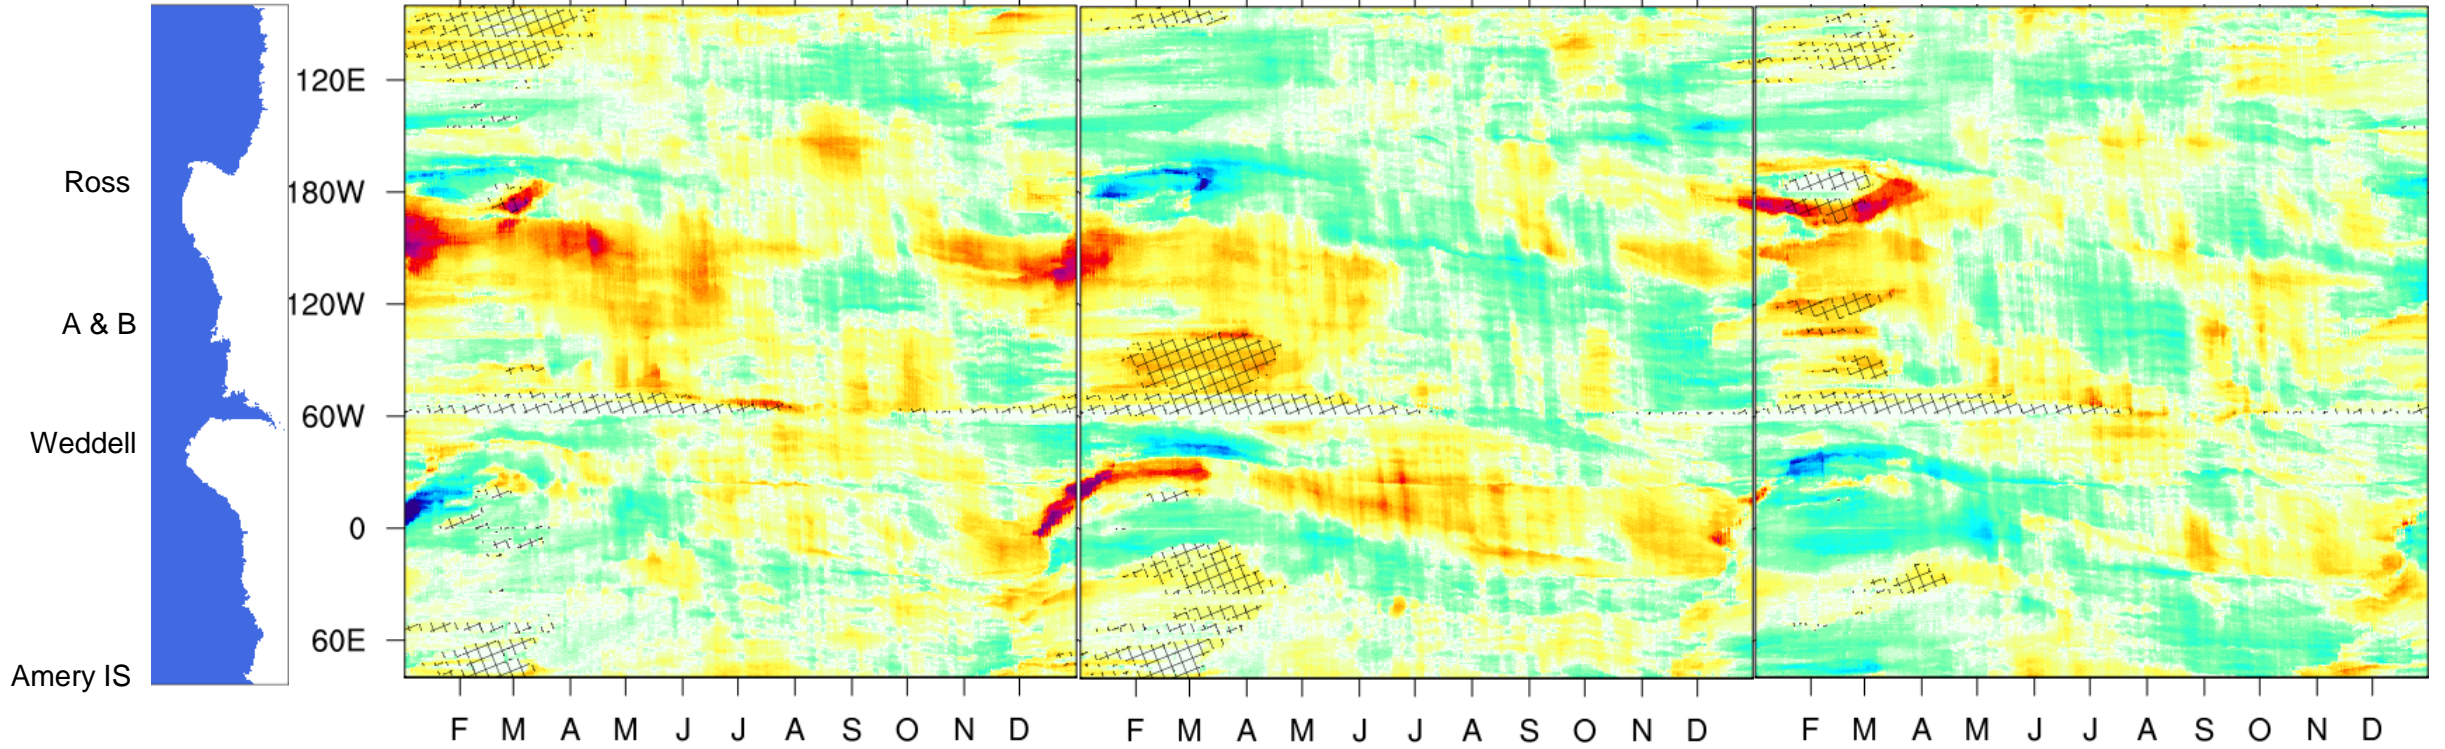 120E
Ross
180W
120W
A & B
60W
Weddell
0
60E
Amery IS
F M A M J J A S O N D
F M A M J J A S O N D
F M A M J J A S O N D